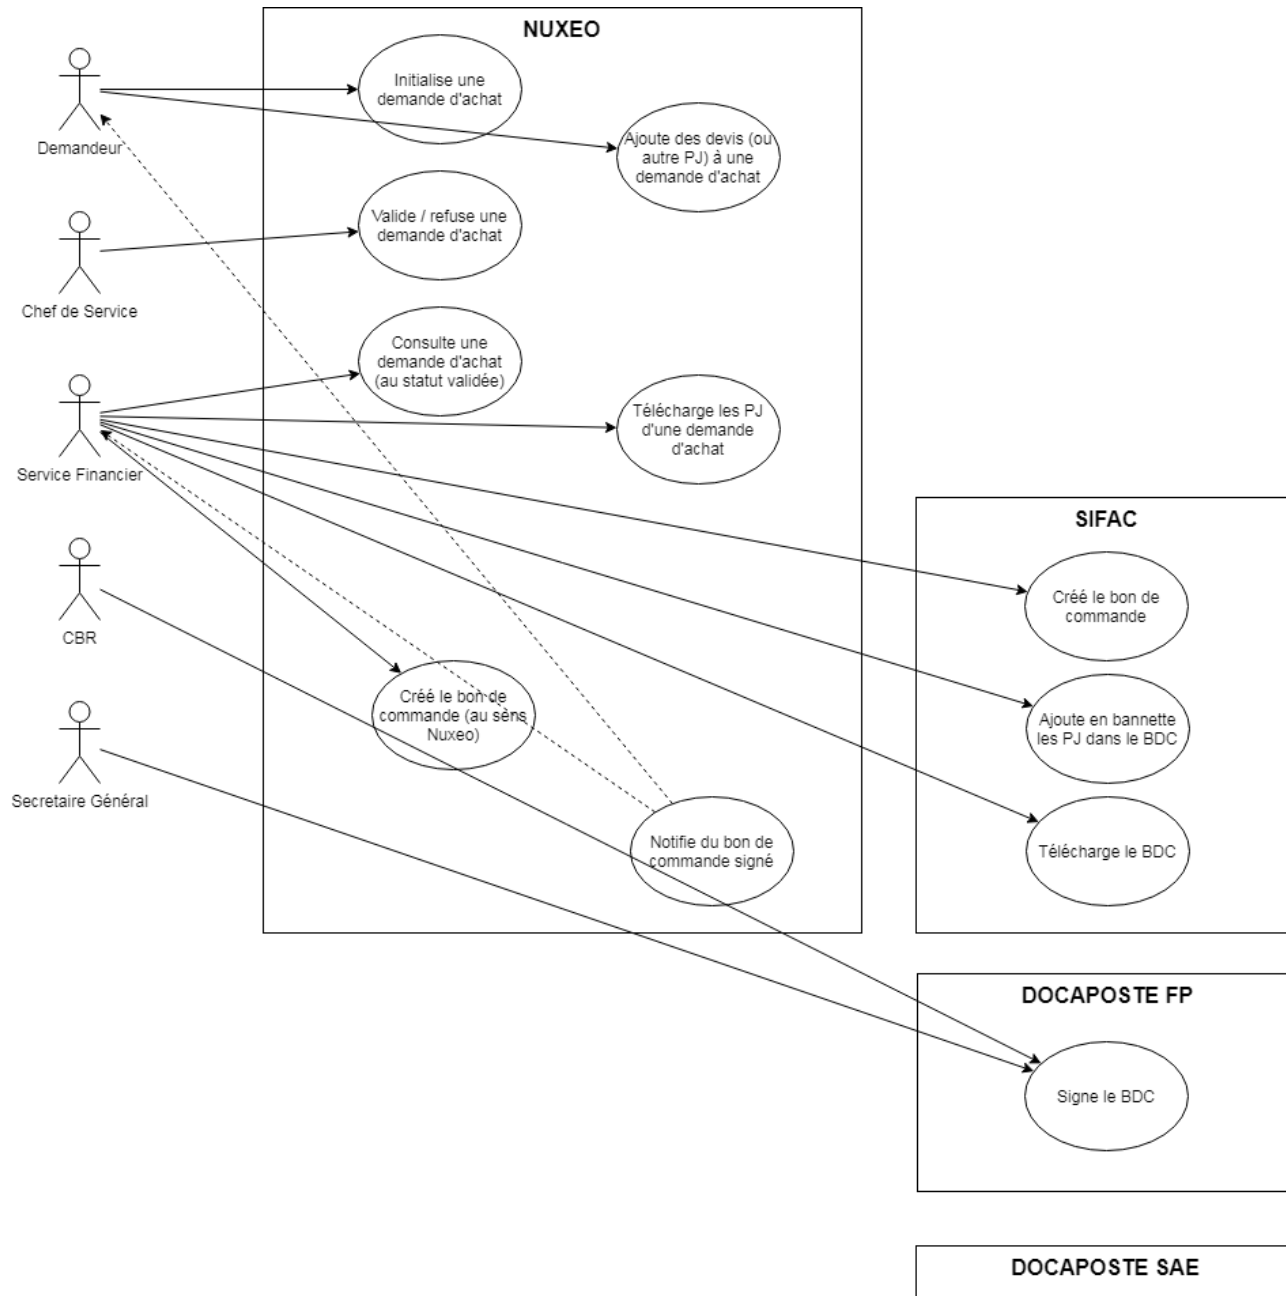 NUXEO
Initialise une
demande d'achat
Demandeur
Ajoute des devis (ou
autre PJ) à une
demande d'achat
Valide / refuse une
demande d'achat
Chef de Service
Consulte une
demande d'achat
(au statut validée)
Télécharge les PJ
d'une demande
d'achat
Service Financier
SIFAC
Créé le bon de
commande
CBR
Créé le bon de
commande (au sens
Nuxeo)
Ajoute en bannette
les PJ dans le BDC
Secretaire Général
Notifie du bon de
commande signé
Télécharge le BDC
DOCAPOSTE FP
Signe le BDC
DOCAPOSTE SAE